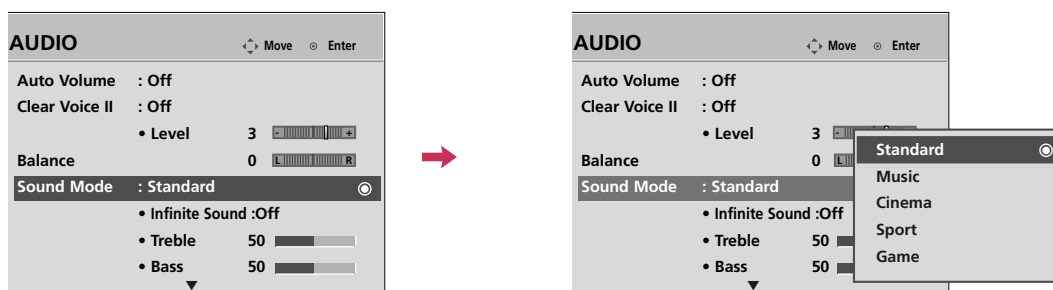 AUDIO Move Enter
Auto Volume : Off
Clear Voice II : Off
• Level 3 - +
Balance 0 L R
Sound Mode : Standard
• Infinite Sound :Off
• Treble 50
• Bass 50
AUDIO Move Enter
Auto Volume : Off
Clear Voice II : Off
• Level 3 -
Balance 0 L
Sound Mode : Standard
• Infinite Sound :Off
• Treble 50
• Bass 50
Standard
Music
Cinema
Sport
Game